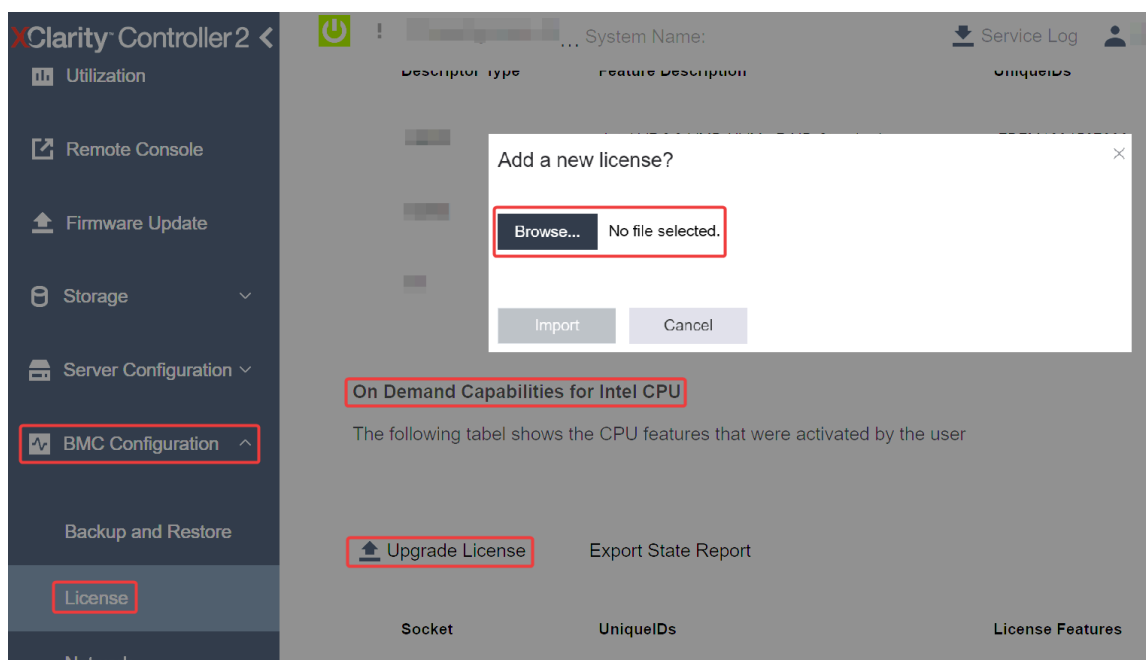 XClarity Controller 2
... System Name:
Service Log
Utilization
Descriptor Type Feature Description UniqueIDs
Remote Console
Add a new license?
Firmware Update
Browse... No file selected.
Storage
Import Cancel
Server Configuration
On Demand Capabilities for Intel CPU
BMC Configuration
The following tabel shows the CPU features that were activated by the user
Backup and Restore
Upgrade License Export State Report
License
Socket UniqueIDs License Features